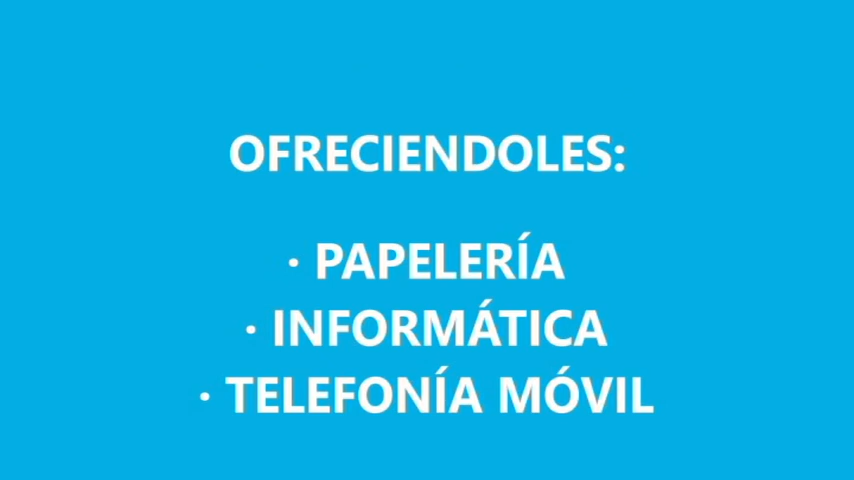 OFRECIENDOLES:
· PAPELERÍA
· INFORMÁTICA
· TELEFONÍA MÓVIL